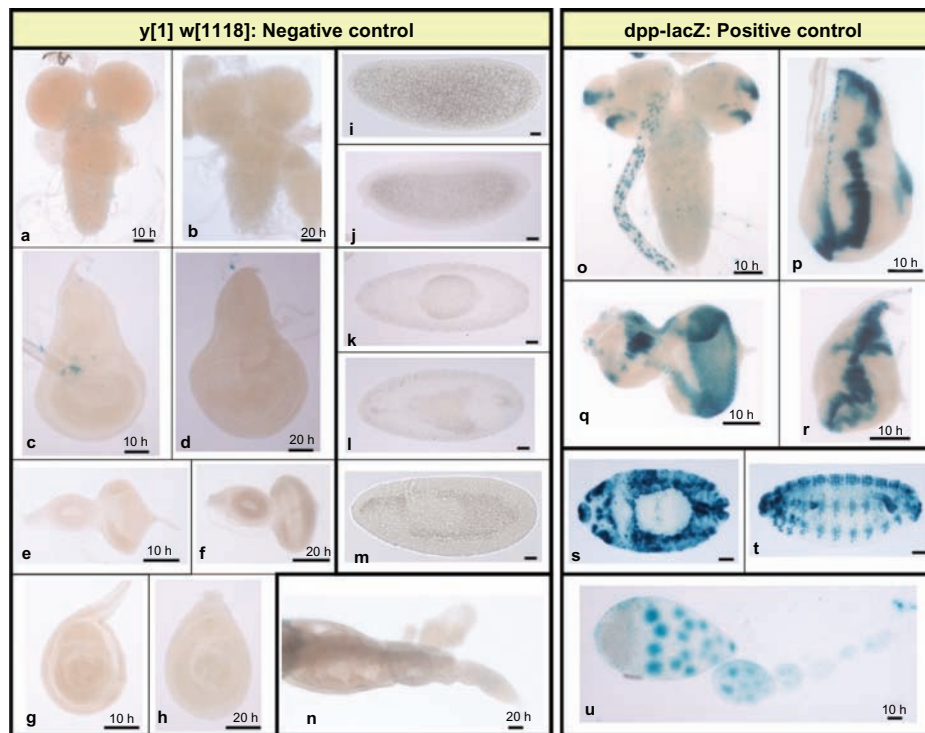 y[1] w[1118]: Negative control
dpp-lacZ: Positive control
a
10 h
b
20 h
i
j
c
10 h
d
20 h
k
l
e
10 h
f
20 h
m
g
10 h
h
20 h
n
20 h
o
10 h
p
10 h
q
10 h
r
10 h
s
t
u
10 h